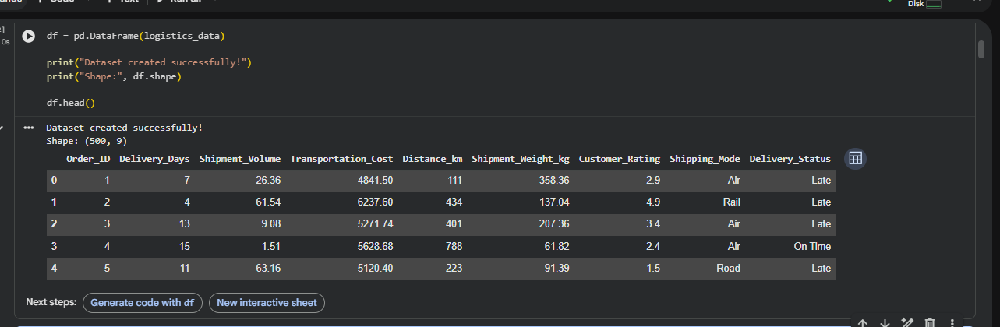 Disk
0s
df = pd.DataFrame(logistics_data)
print("Dataset created successfully!")
print("Shape:", df.shape)
df.head()
Dataset created successfully!
Shape: (500, 9)
Order_ID Delivery_Days Shipment_Volume Transportation_Cost Distance_km Shipment_Weight_kg Customer_Rating Shipping_Mode Delivery_Status
0 1 7 26.36 4841.50 111 358.36 2.9 Air Late
1 2 4 61.54 6237.60 434 137.04 4.9 Rail Late
2 3 13 9.08 5271.74 401 207.36 3.4 Air Late
3 4 15 1.51 5628.68 788 61.82 2.4 Air On Time
4 5 11 63.16 5120.40 223 91.39 1.5 Road Late
Next steps: Generate code with df New interactive sheet